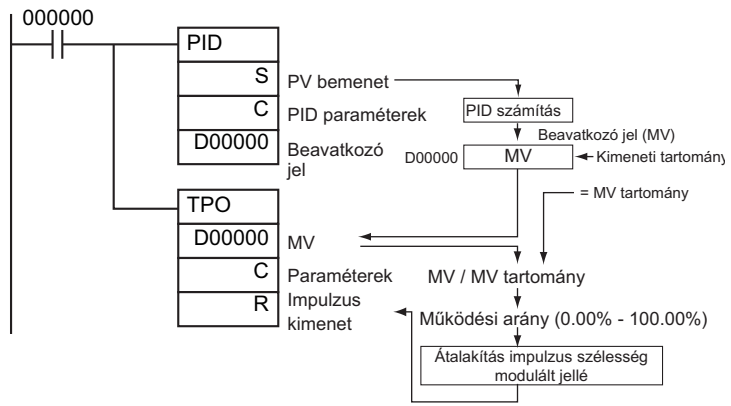 000000
PID
S PV bemenet
C PID paraméterek
D00000 Beavatkozó
jel
PID számítás
Beavatkozó jel (MV)
D00000 MV Kimeneti tartomány
= MV tartomány
TPO
D00000 MV
C Paraméterek
R Impulzus
kimenet
MV / MV tartomány
Működési arány (0.00% - 100.00%)
Átalakítás impulzus szélesség
modulált jellé